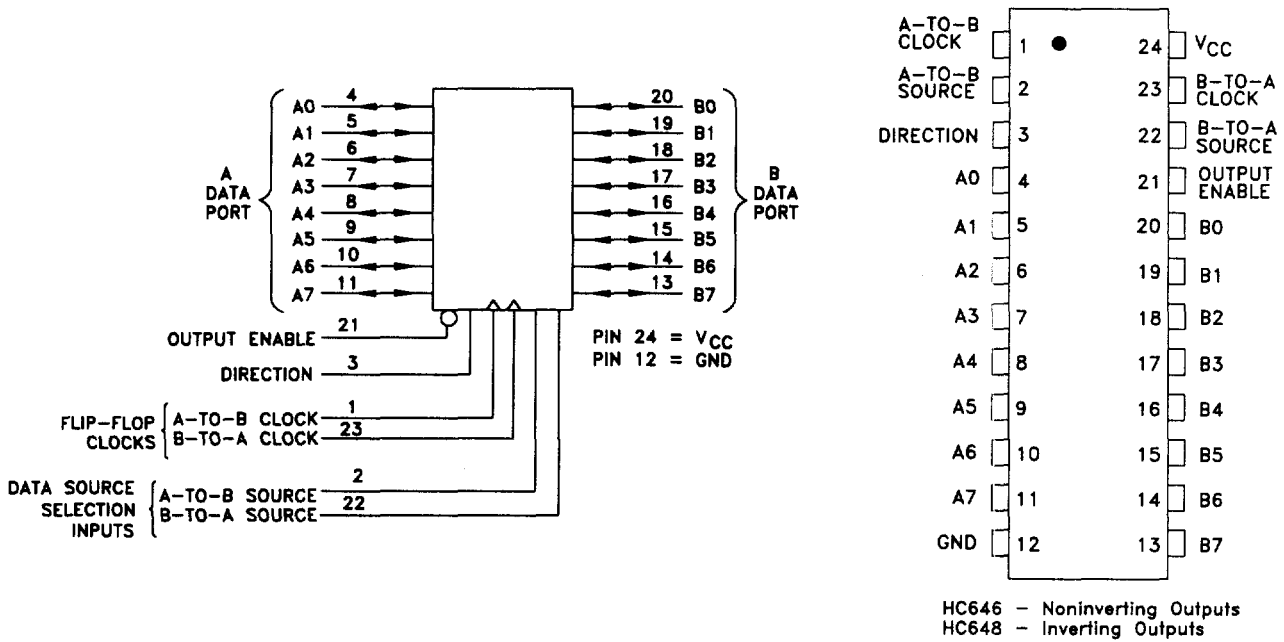 A
DATA
PORT
A0 4
A1 5
A2 6
A3 7
A4 8
A5 9
A6 10
A7 11
20 B0
19 B1
18 B2
17 B3
16 B4
15 B5
14 B6
13 B7
B
DATA
PORT
OUTPUT ENABLE 21
DIRECTION 3
FLIP-FLOP
CLOCKS
A-TO-B CLOCK 1
B-TO-A CLOCK 23
DATA SOURCE
SELECTION
INPUTS
A-TO-B SOURCE 2
B-TO-A SOURCE 22
PIN 24 = VCC
PIN 12 = GND
A-TO-B
CLOCK 1
A-TO-B
SOURCE 2
DIRECTION 3
A0 4
A1 5
A2 6
A3 7
A4 8
A5 9
A6 10
A7 11
GND 12
24 VCC
23 B-TO-A
CLOCK
22 B-TO-A
SOURCE
21 OUTPUT
ENABLE
20 B0
19 B1
18 B2
17 B3
16 B4
15 B5
14 B6
13 B7
HC646 - Noninverting Outputs
HC648 - Inverting Outputs